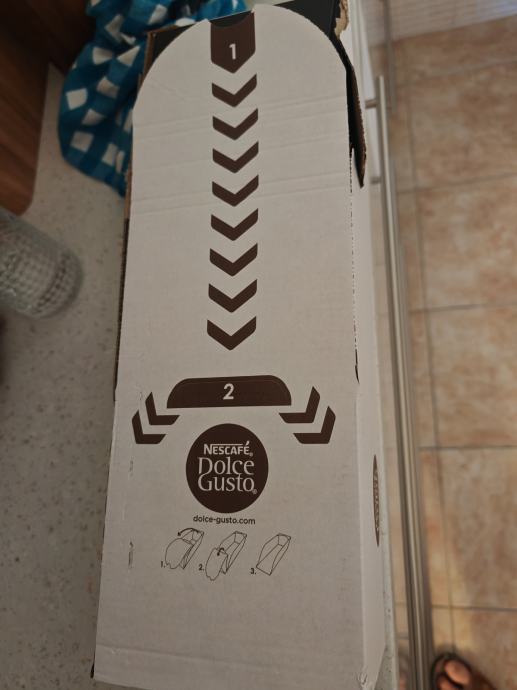 1
2
NESCAFÉ®
Dolce
Gusto®
dolce-gusto.com
1. 2. 3.